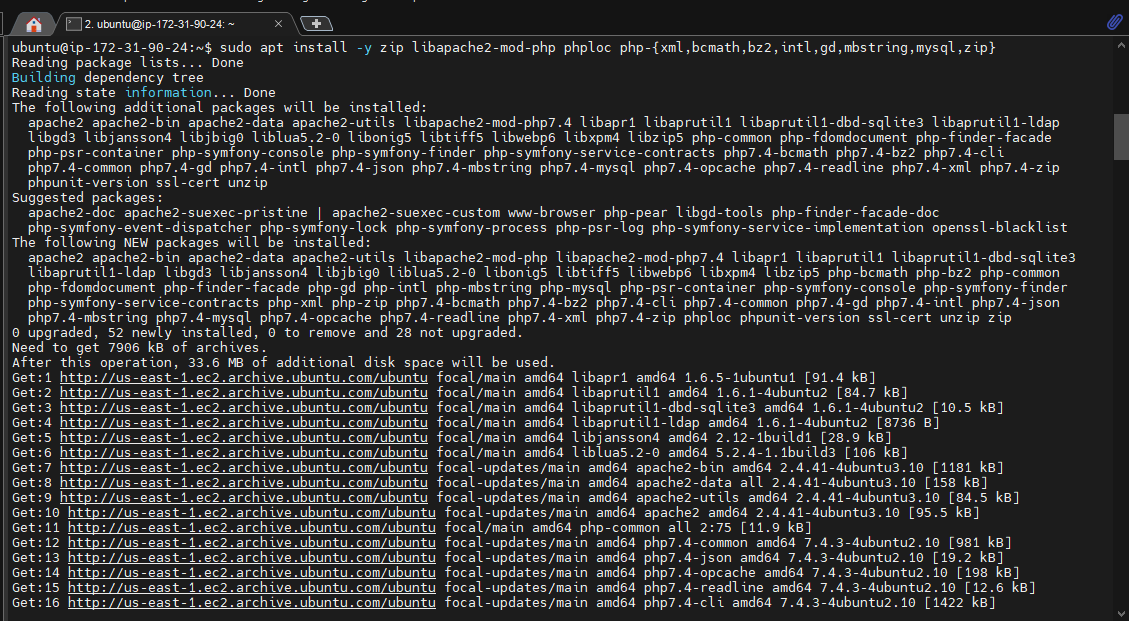 2. ubuntu@ip-172-31-90-24: ~
ubuntu@ip-172-31-90-24:~$ sudo apt install -y zip libapache2-mod-php phploc php-{xml,bcmath,bz2,intl,gd,mbstring,mysql,zip}
Reading package lists... Done
Building dependency tree
Reading state information... Done
The following additional packages will be installed:
  apache2 apache2-bin apache2-data apache2-utils libapache2-mod-php7.4 libapr1 libaprutil1 libaprutil1-dbd-sqlite3 libaprutil1-ldap
  libgd3 libjansson4 libjbig0 liblua5.2-0 libonig5 libtiff5 libwebp6 libxpm4 libzip5 php-common php-fdomdocument php-finder-facade
  php-psr-container php-symfony-console php-symfony-finder php-symfony-service-contracts php7.4-bcmath php7.4-bz2 php7.4-cli
  php7.4-common php7.4-gd php7.4-intl php7.4-json php7.4-mbstring php7.4-mysql php7.4-opcache php7.4-readline php7.4-xml php7.4-zip
  phpunit-version ssl-cert unzip
Suggested packages:
  apache2-doc apache2-suexec-pristine | apache2-suexec-custom www-browser php-pear libgd-tools php-finder-facade-doc
  php-symfony-event-dispatcher php-symfony-lock php-symfony-process php-psr-log php-symfony-service-implementation openssl-blacklist
The following NEW packages will be installed:
  apache2 apache2-bin apache2-data apache2-utils libapache2-mod-php libapache2-mod-php7.4 libapr1 libaprutil1 libaprutil1-dbd-sqlite3
  libaprutil1-ldap libgd3 libjansson4 libjbig0 liblua5.2-0 libonig5 libtiff5 libwebp6 libxpm4 libzip5 php-bcmath php-bz2 php-common
  php-fdomdocument php-finder-facade php-gd php-intl php-mbstring php-mysql php-psr-container php-symfony-console php-symfony-finder
  php-symfony-service-contracts php-xml php-zip php7.4-bcmath php7.4-bz2 php7.4-cli php7.4-common php7.4-gd php7.4-intl php7.4-json
  php7.4-mbstring php7.4-mysql php7.4-opcache php7.4-readline php7.4-xml php7.4-zip phploc phpunit-version ssl-cert unzip zip
0 upgraded, 52 newly installed, 0 to remove and 28 not upgraded.
Need to get 7906 kB of archives.
After this operation, 33.6 MB of additional disk space will be used.
Get:1 http://us-east-1.ec2.archive.ubuntu.com/ubuntu focal/main amd64 libapr1 amd64 1.6.5-1ubuntu1 [91.4 kB]
Get:2 http://us-east-1.ec2.archive.ubuntu.com/ubuntu focal/main amd64 libaprutil1 amd64 1.6.1-4ubuntu2 [84.7 kB]
Get:3 http://us-east-1.ec2.archive.ubuntu.com/ubuntu focal/main amd64 libaprutil1-dbd-sqlite3 amd64 1.6.1-4ubuntu2 [10.5 kB]
Get:4 http://us-east-1.ec2.archive.ubuntu.com/ubuntu focal/main amd64 libaprutil1-ldap amd64 1.6.1-4ubuntu2 [8736 B]
Get:5 http://us-east-1.ec2.archive.ubuntu.com/ubuntu focal/main amd64 libjansson4 amd64 2.12-1build1 [28.9 kB]
Get:6 http://us-east-1.ec2.archive.ubuntu.com/ubuntu focal/main amd64 liblua5.2-0 amd64 5.2.4-1.1build3 [106 kB]
Get:7 http://us-east-1.ec2.archive.ubuntu.com/ubuntu focal-updates/main amd64 apache2-bin amd64 2.4.41-4ubuntu3.10 [1181 kB]
Get:8 http://us-east-1.ec2.archive.ubuntu.com/ubuntu focal-updates/main amd64 apache2-data all 2.4.41-4ubuntu3.10 [158 kB]
Get:9 http://us-east-1.ec2.archive.ubuntu.com/ubuntu focal-updates/main amd64 apache2-utils amd64 2.4.41-4ubuntu3.10 [84.5 kB]
Get:10 http://us-east-1.ec2.archive.ubuntu.com/ubuntu focal-updates/main amd64 apache2 amd64 2.4.41-4ubuntu3.10 [95.5 kB]
Get:11 http://us-east-1.ec2.archive.ubuntu.com/ubuntu focal/main amd64 php-common all 2:75 [11.9 kB]
Get:12 http://us-east-1.ec2.archive.ubuntu.com/ubuntu focal-updates/main amd64 php7.4-common amd64 7.4.3-4ubuntu2.10 [981 kB]
Get:13 http://us-east-1.ec2.archive.ubuntu.com/ubuntu focal-updates/main amd64 php7.4-json amd64 7.4.3-4ubuntu2.10 [19.2 kB]
Get:14 http://us-east-1.ec2.archive.ubuntu.com/ubuntu focal-updates/main amd64 php7.4-opcache amd64 7.4.3-4ubuntu2.10 [198 kB]
Get:15 http://us-east-1.ec2.archive.ubuntu.com/ubuntu focal-updates/main amd64 php7.4-readline amd64 7.4.3-4ubuntu2.10 [12.6 kB]
Get:16 http://us-east-1.ec2.archive.ubuntu.com/ubuntu focal-updates/main amd64 php7.4-cli amd64 7.4.3-4ubuntu2.10 [1422 kB]